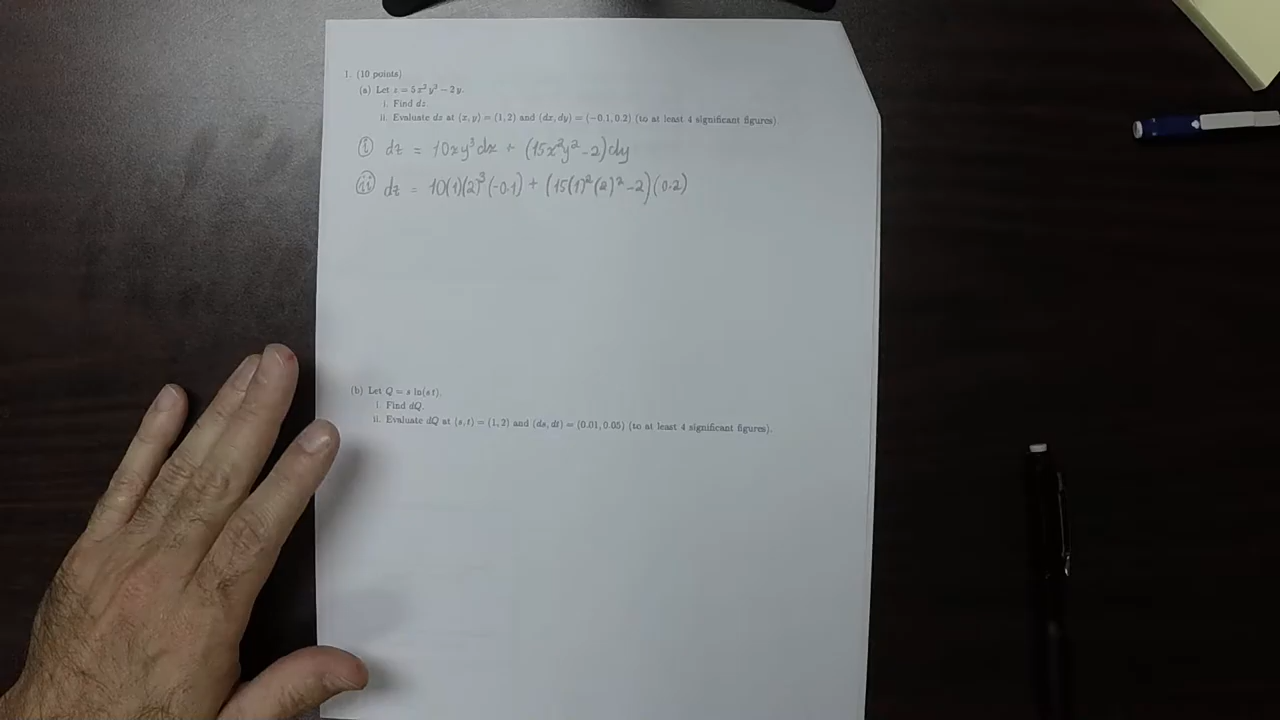 1. (10 points)
(a) Let z = 5x²y³ − 2y.
i. Find dz.
ii. Evaluate dz at (x, y) = (1, 2) and (dx, dy) = (−0.1, 0.2) (to at least 4 significant figures).
(i) dz = 10xy³dx + (15x²y² − 2)dy
(ii) dz = 10(1)(2)³(−0.1) + (15(1)²(2)² − 2)(0.2)
(b) Let Q = s ln(st).
i. Find dQ.
ii. Evaluate dQ at (s, t) = (1, 2) and (ds, dt) = (0.01, 0.05) (to at least 4 significant figures).